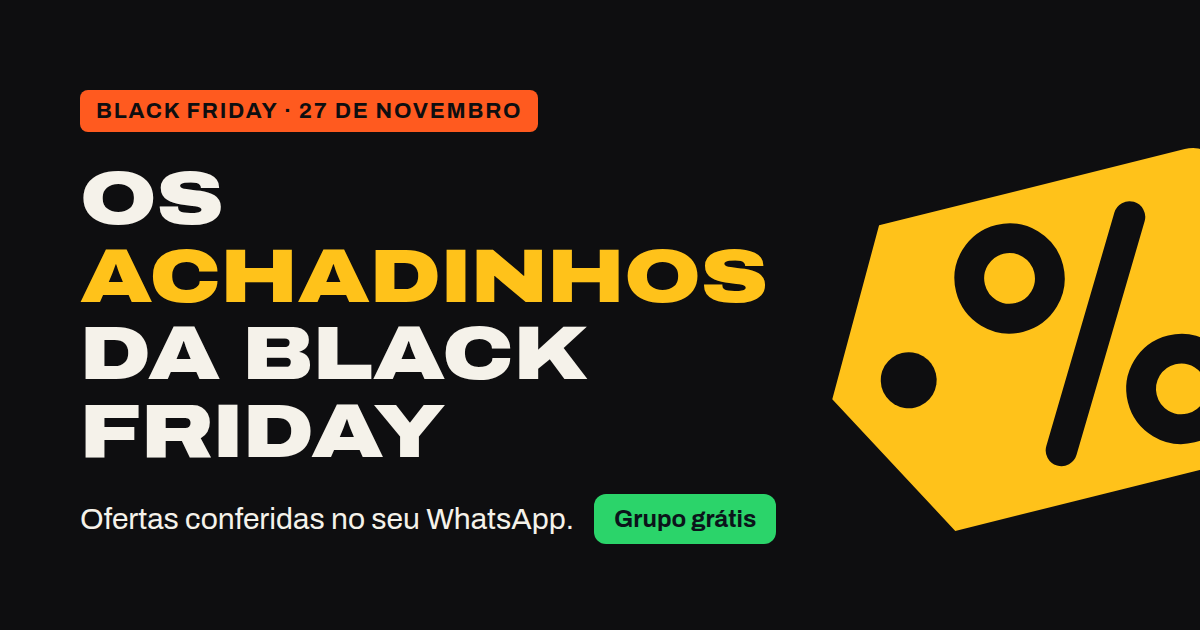 BLACK FRIDAY · 27 DE NOVEMBRO
OS
ACHADINHOS
DA BLACK
FRIDAY
Ofertas conferidas no seu WhatsApp.
Grupo grátis
%